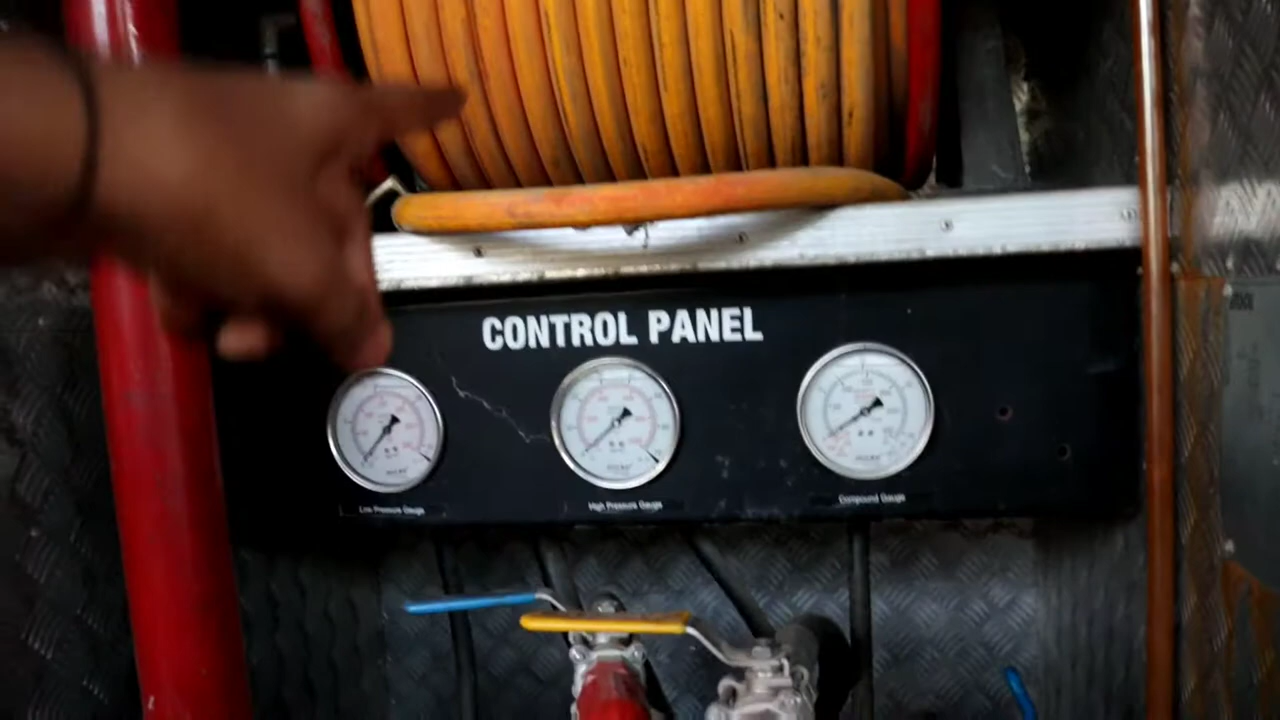 CONTROL PANEL
Low Pressure Gauge
High Pressure Gauge
Compound Gauge